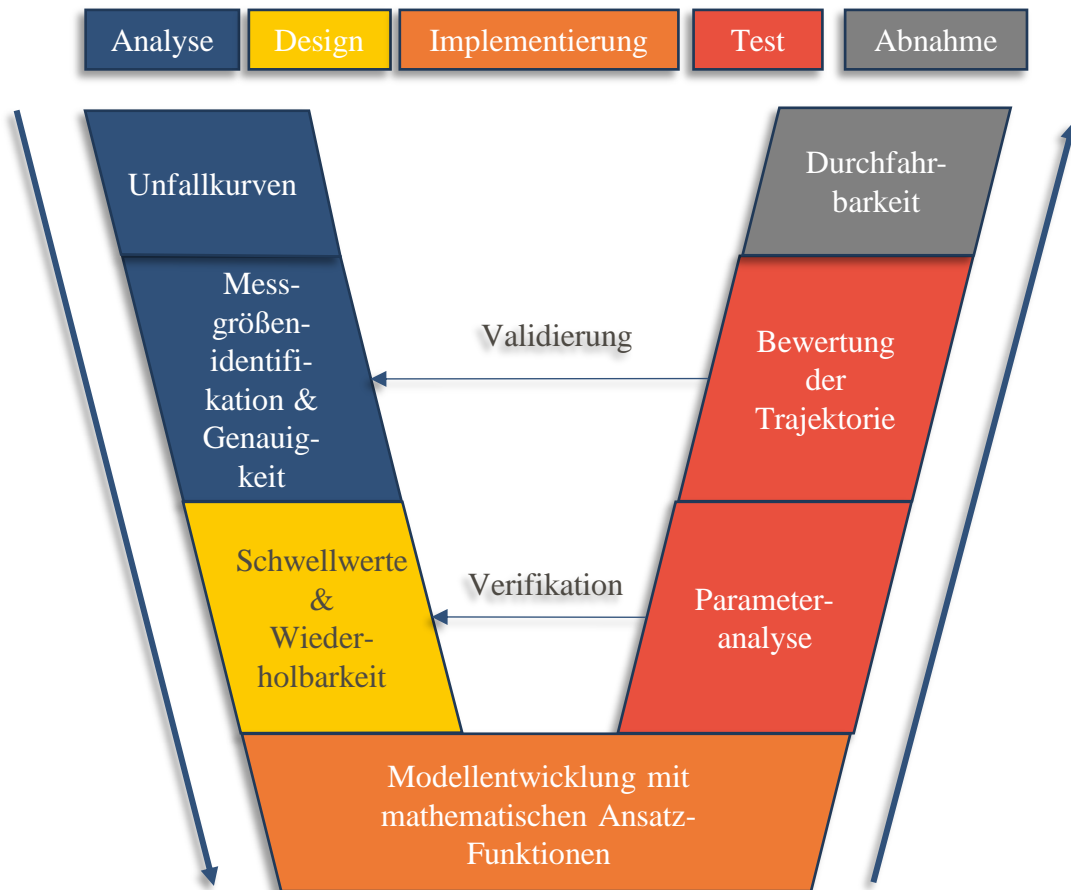 Analyse
Design
Implementierung
Test
Abnahme
Unfallkurven
Durchfahr-
barkeit
Mess-
größen-
identifi-
kation &
Genauig-
keit
Validierung
Bewertung
der
Trajektorie
Schwellwerte
&
Wieder-
holbarkeit
Verifikation
Parameter-
analyse
Modellentwicklung mit
mathematischen Ansatz-
Funktionen